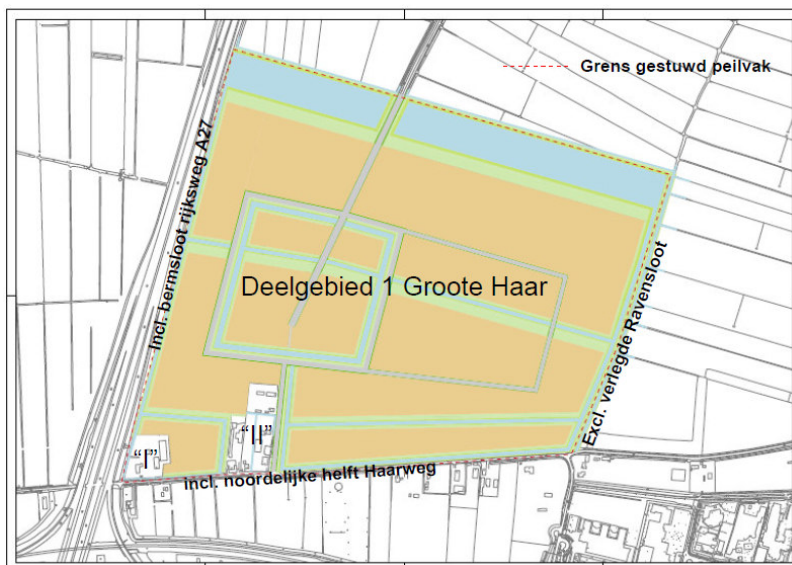 Grens gestuwd peilvak
Incl. bermsloot rijksweg A27
Deelgebied 1 Groote Haar
Excl. verlegde Ravensloot
"I"
"II"
Incl. noordelijke helft Haarweg